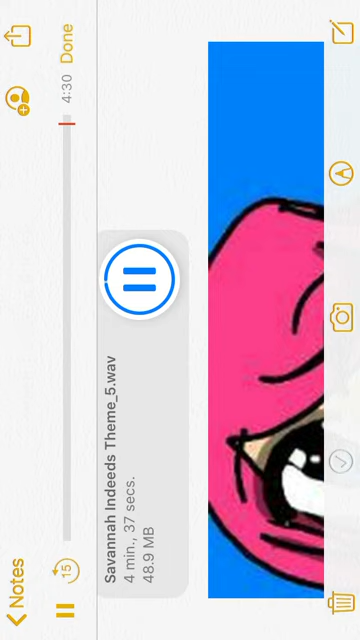 Notes
15
4:30
Done
Savannah Indeeds Theme_5.wav
4 min., 37 secs.
48.9 MB